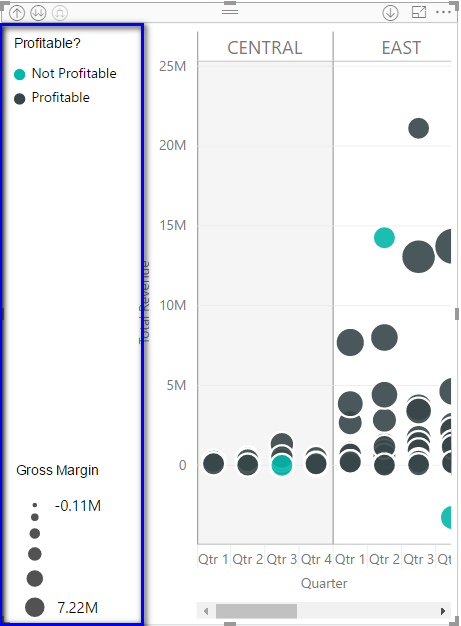 Profitable?
Not Profitable
Profitable
Gross Margin
-0.11M
7.22M
CENTRAL
EAST
25M
20M
15M
10M
5M
0
Total Revenue
Qtr 1
Qtr 2
Qtr 3
Qtr 4
Qtr 1
Qtr 2
Qtr 3
Quarter